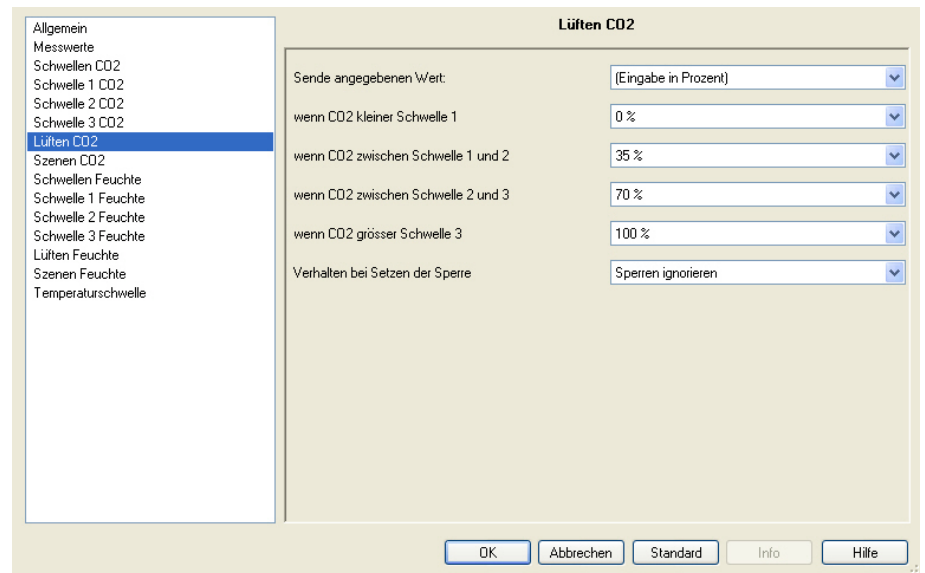 Allgemein
Messwerte
Schwellen CO2
Schwelle 1 CO2
Schwelle 2 CO2
Schwelle 3 CO2
Lüften CO2
Szenen CO2
Schwellen Feuchte
Schwelle 1 Feuchte
Schwelle 2 Feuchte
Schwelle 3 Feuchte
Lüften Feuchte
Szenen Feuchte
Temperaturschwelle
Lüften CO2
Sende angegebenen Wert: (Eingabe in Prozent)
wenn CO2 kleiner Schwelle 1 0 %
wenn CO2 zwischen Schwelle 1 und 2 35 %
wenn CO2 zwischen Schwelle 2 und 3 70 %
wenn CO2 grösser Schwelle 3 100 %
Verhalten bei Setzen der Sperre Sperren ignorieren
OK Abbrechen Standard Info Hilfe